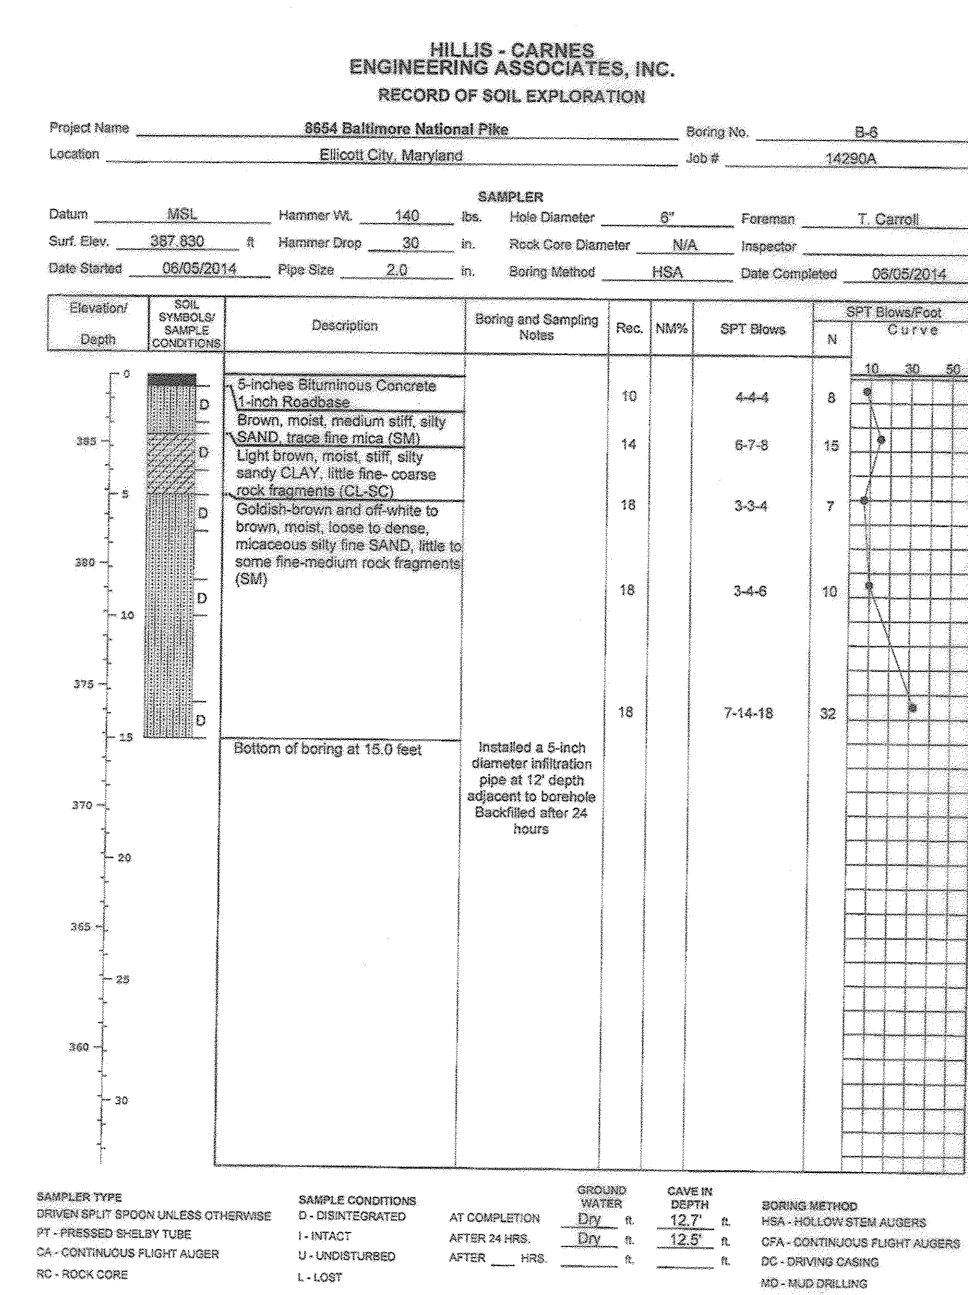 HILLIS - CARNES
ENGINEERING ASSOCIATES, INC.
RECORD OF SOIL EXPLORATION
Project Name 8654 Baltimore National Pike Boring No. B-6
Location Ellicott City, Maryland Job # 14290A
SAMPLER
Datum MSL Hammer Wt. 140 lbs. Hole Diameter 6" Foreman T. Carroll
Surf. Elev. 387.830 ft Hammer Drop 30 in. Rock Core Diameter N/A Inspector
Date Started 06/05/2014 Pipe Size 2.0 in. Boring Method HSA Date Completed 06/05/2014
Elevation/
Depth
SOIL
SYMBOLS/
SAMPLE
CONDITIONS
Description
Boring and Sampling
Notes
Rec.
NM%
SPT Blows
N
SPT Blows/Foot
Curve
10 30 50
0
5-inches Bituminous Concrete
1-inch Roadbase
D 10 4-4-4 8
Brown, moist, medium stiff, silty
SAND, trace fine mica (SM)
385 14 6-7-8 15
D
Light brown, moist, stiff, silty
sandy CLAY, little fine- coarse
rock fragments (CL-SC)
5
D 18 3-3-4 7
Goldish-brown and off-white to
brown, moist, loose to dense,
micaceous silty fine SAND, little to
some fine-medium rock fragments
(SM)
380
D 18 3-4-6 10
10
375
D 18 7-14-18 32
15
Bottom of boring at 15.0 feet
Installed a 5-inch
diameter infiltration
pipe at 12' depth
adjacent to borehole
Backfilled after 24
hours
370
20
365
25
360
30
SAMPLER TYPE
DRIVEN SPLIT SPOON UNLESS OTHERWISE
PT - PRESSED SHELBY TUBE
CA - CONTINUOUS FLIGHT AUGER
RC - ROCK CORE
SAMPLE CONDITIONS
D - DISINTEGRATED
I - INTACT
U - UNDISTURBED
L - LOST
GROUND
WATER
CAVE IN
DEPTH
AT COMPLETION Dry ft. 12.7' ft.
AFTER 24 HRS. Dry ft. 12.5' ft.
AFTER HRS. ft. ft.
BORING METHOD
HSA - HOLLOW STEM AUGERS
CFA - CONTINUOUS FLIGHT AUGERS
DC - DRIVING CASING
MD - MUD DRILLING